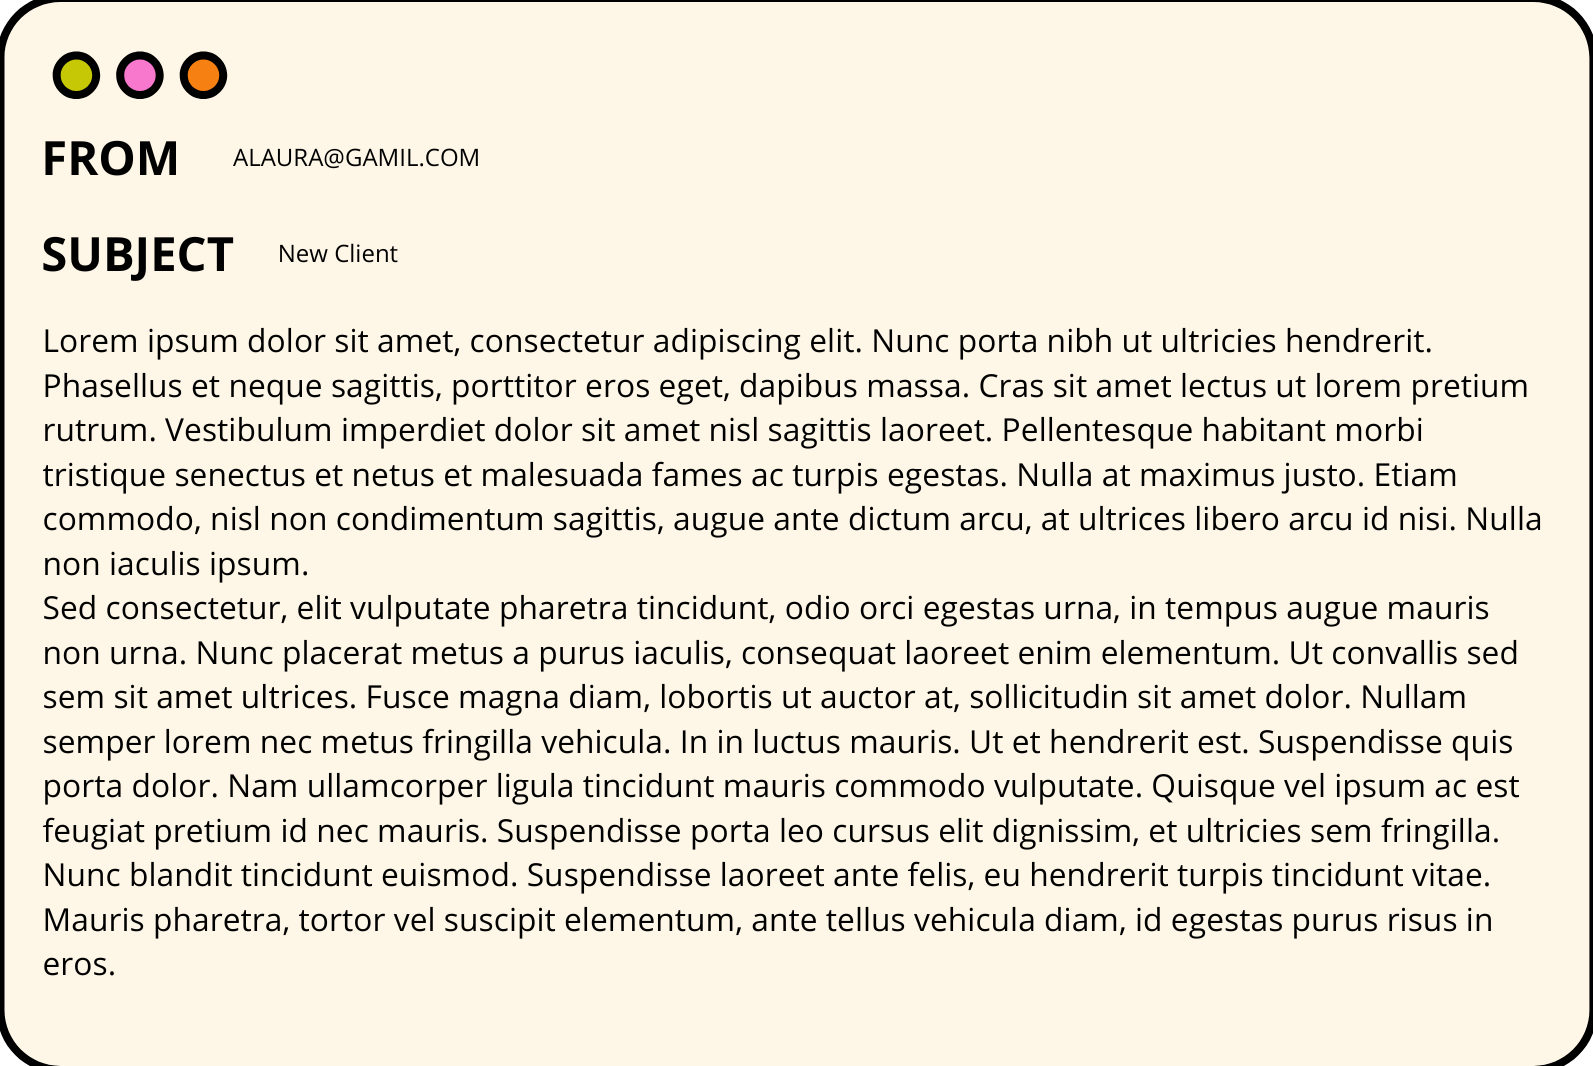 FROM ALAURA@GAMIL.COM
SUBJECT New Client
Lorem ipsum dolor sit amet, consectetur adipiscing elit. Nunc porta nibh ut ultricies hendrerit.
Phasellus et neque sagittis, porttitor eros eget, dapibus massa. Cras sit amet lectus ut lorem pretium
rutrum. Vestibulum imperdiet dolor sit amet nisl sagittis laoreet. Pellentesque habitant morbi
tristique senectus et netus et malesuada fames ac turpis egestas. Nulla at maximus justo. Etiam
commodo, nisl non condimentum sagittis, augue ante dictum arcu, at ultrices libero arcu id nisi. Nulla
non iaculis ipsum.
Sed consectetur, elit vulputate pharetra tincidunt, odio orci egestas urna, in tempus augue mauris
non urna. Nunc placerat metus a purus iaculis, consequat laoreet enim elementum. Ut convallis sed
sem sit amet ultrices. Fusce magna diam, lobortis ut auctor at, sollicitudin sit amet dolor. Nullam
semper lorem nec metus fringilla vehicula. In in luctus mauris. Ut et hendrerit est. Suspendisse quis
porta dolor. Nam ullamcorper ligula tincidunt mauris commodo vulputate. Quisque vel ipsum ac est
feugiat pretium id nec mauris. Suspendisse porta leo cursus elit dignissim, et ultricies sem fringilla.
Nunc blandit tincidunt euismod. Suspendisse laoreet ante felis, eu hendrerit turpis tincidunt vitae.
Mauris pharetra, tortor vel suscipit elementum, ante tellus vehicula diam, id egestas purus risus in
eros.